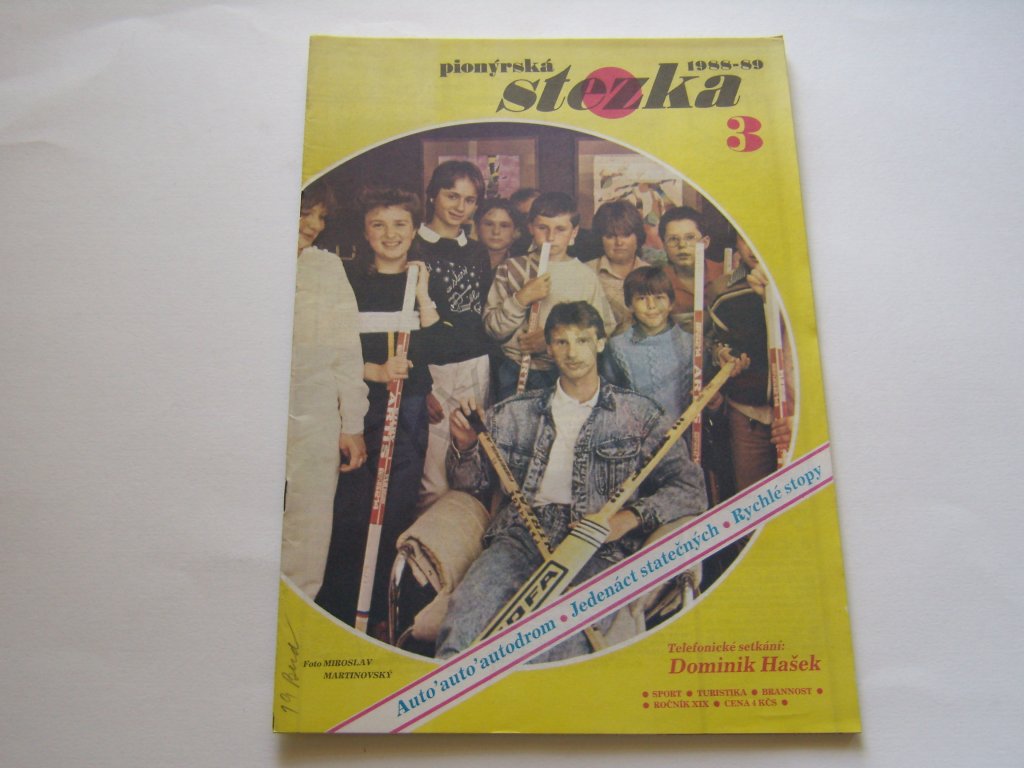 pionýrská
1988-89
stezka
3
Auto'auto'autodrom • Jedenáct statečných • Rychlé stopy
Foto MIROSLAV
MARTINOVSKÝ
Telefonické setkání:
Dominik Hašek
• SPORT • TURISTIKA • BRANNOST •
• ROČNÍK XIX • CENA 4 KČS •